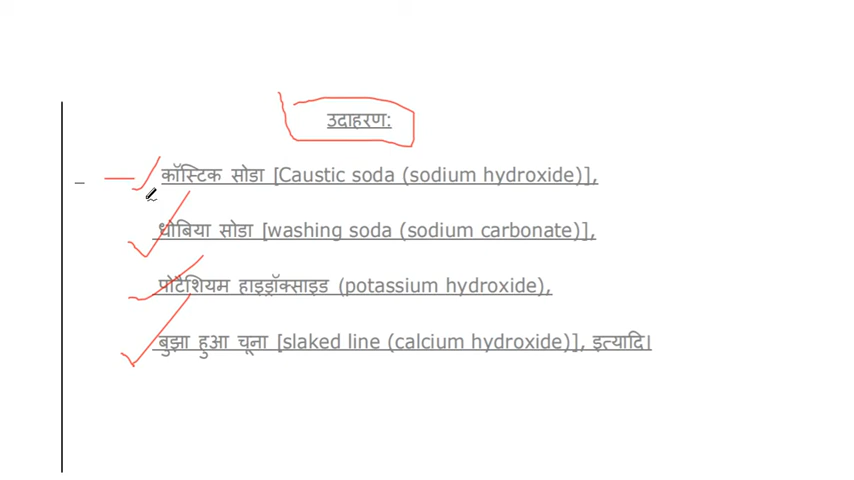 उदाहरण:
कॉस्टिक सोडा [Caustic soda (sodium hydroxide)],
धोबिया सोडा [washing soda (sodium carbonate)],
पोटैशियम हाइड्रॉक्साइड (potassium hydroxide),
बुझा हुआ चूना [slaked line (calcium hydroxide)], इत्यादि।